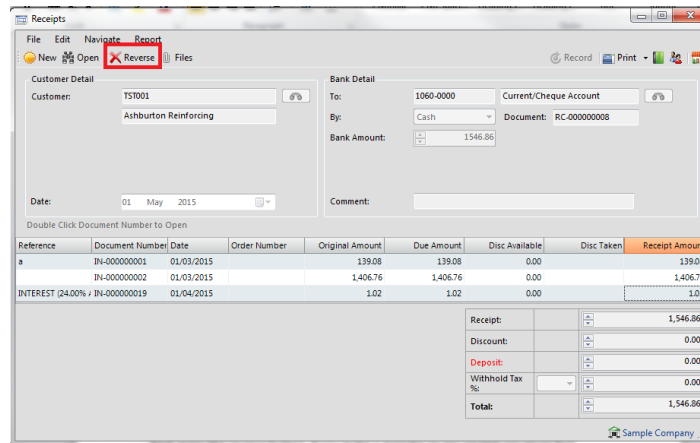 Receipts
File Edit Navigate Report
New Open Reverse Files Record Print
Customer Detail Bank Detail
Customer: TST001 To: 1060-0000 Current/Cheque Account
Ashburton Reinforcing By: Cash Document: RC-000000008
Bank Amount: 1546.86
Date: 01 May 2015 Comment:
Double Click Document Number to Open
Reference Document Number Date Order Number Original Amount Due Amount Disc Available Disc Taken Receipt Amour
a IN-000000001 01/03/2015 139.08 139.08 0.00 139.0
IN-000000002 01/03/2015 1,406.76 1,406.76 0.00 1,406.7
INTEREST (24.00% IN-000000019 01/04/2015 1.02 1.02 0.00 1.0
Receipt: 1,546.86
Discount: 0.00
Deposit: 0.00
Withhold Tax %: 0.00
Total: 1,546.86
Sample Company